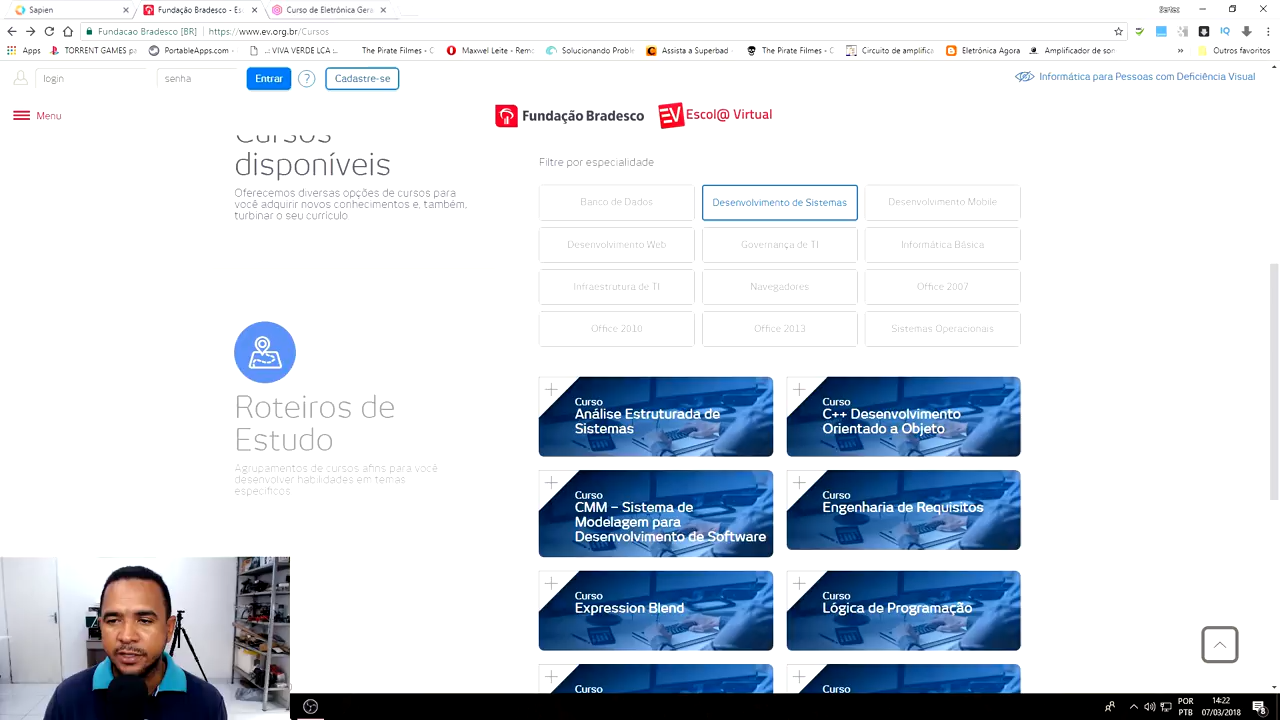 Sapien
Fundação Bradesco - Es
Curso de Eletrônica Gera
Fundacao Bradesco [BR]
https://www.ev.org.br/Cursos
Apps
TORRENT GAMES pa
PortableApps.com
..:: VIVA VERDE LCA :..
The Pirate Filmes - C
Maxwel Leite - Remo
Solucionando Proble
Assista a Superbad -
The Pirate Filmes - C
Circuito de amplifica
Eletrônica Agora
Amplificador de som
»
Outros favoritos
login
senha
Entrar
?
Cadastre-se
Informática para Pessoas com Deficiência Visual
Menu
Fundação Bradesco
EV Escol@ Virtual
Cursos
disponíveis
Oferecemos diversas opções de cursos para
você adquirir novos conhecimentos e, também,
turbinar o seu currículo.
Filtre por especialidade
Banco de Dados
Desenvolvimento de Sistemas
Desenvolvimento Mobile
Desenvolvimento Web
Governança de TI
Informática Básica
Infraestrutura de TI
Navegadores
Office 2007
Office 2010
Office 2013
Sistemas Operacionais
Roteiros de
Estudo
Agrupamentos de cursos afins para você
desenvolver habilidades em temas
específicos.
Curso
Análise Estruturada de
Sistemas
Curso
C++ Desenvolvimento
Orientado a Objeto
Curso
CMM – Sistema de
Modelagem para
Desenvolvimento de Software
Curso
Engenharia de Requisitos
Curso
Expression Blend
Curso
Lógica de Programação
Curso
Curso
POR
PTB
14:22
07/03/2018
8